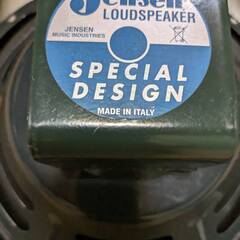 Jensen
LOUDSPEAKER
JENSEN
MUSIC INDUSTRIES
SPECIAL
DESIGN
MADE IN ITALY